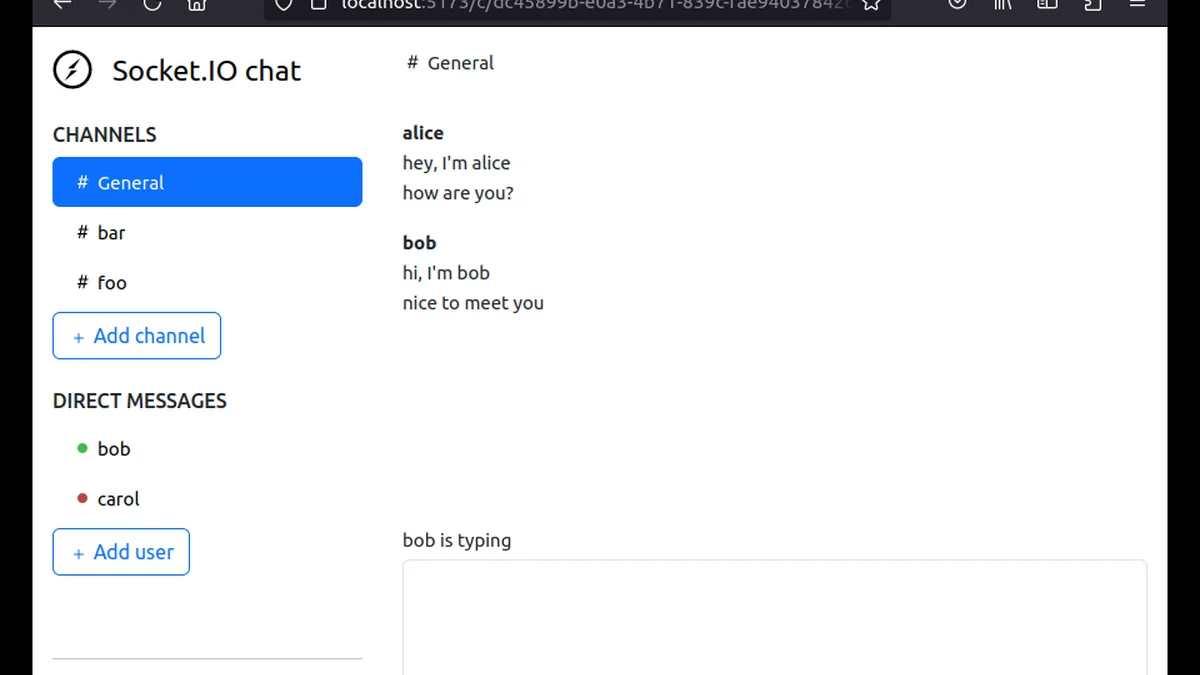 Socket.IO chat
CHANNELS
# General
# bar
# foo
+ Add channel
DIRECT MESSAGES
bob
carol
+ Add user
# General
alice
hey, I'm alice
how are you?
bob
hi, I'm bob
nice to meet you
bob is typing